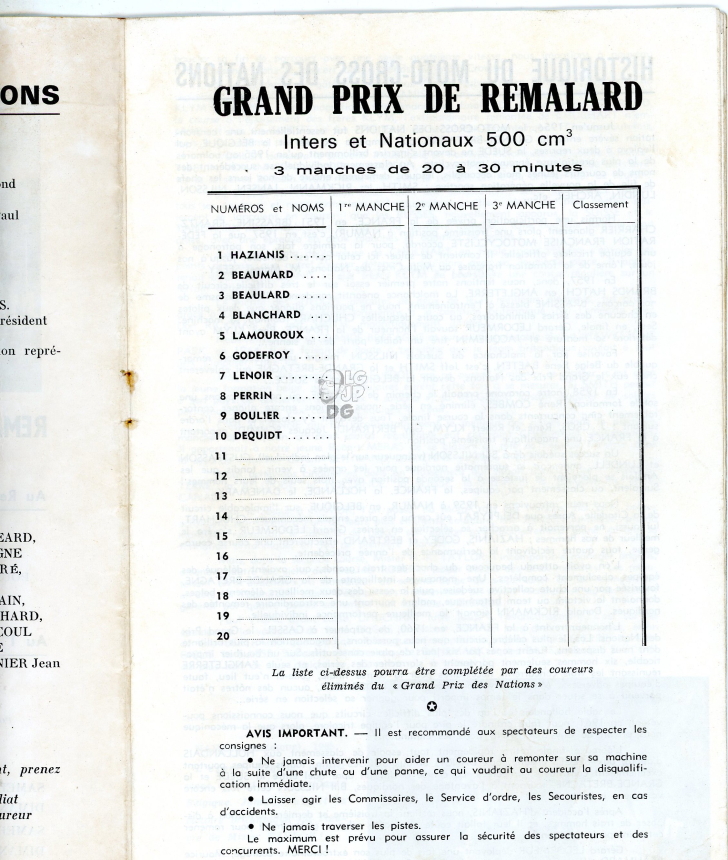 ONS
ond
aul
S.
résident
on repré-
EARD,
GNE
RÉ,
AIN,
HARD,
COUL
E
NIER Jean
nt, prenez
diat
ureur
GRAND PRIX DE REMALARD
Inters et Nationaux 500 cm³
3 manches de 20 à 30 minutes
NUMÉROS et NOMS 1re MANCHE 2e MANCHE 3e MANCHE Classement
1 HAZIANIS ......
2 BEAUMARD ....
3 BEAULARD .....
4 BLANCHARD ...
5 LAMOUROUX ...
6 GODEFROY .....
7 LENOIR ........
8 PERRIN ........
9 BOULIER ......
10 DEQUIDT .......
11
12
13
14
15
16
17
18
19
20
LG
JP
DG
La liste ci-dessus pourra être complétée par des coureurs
éliminés du « Grand Prix des Nations »
AVIS IMPORTANT. — Il est recommandé aux spectateurs de respecter les
consignes :
• Ne jamais intervenir pour aider un coureur à remonter sur sa machine
à la suite d'une chute ou d'une panne, ce qui vaudrait au coureur la disqualifi-
cation immédiate.
• Laisser agir les Commissaires, le Service d'ordre, les Secouristes, en cas
d'accidents.
• Ne jamais traverser les pistes.
Le maximum est prévu pour assurer la sécurité des spectateurs et des
concurrents. MERCI !